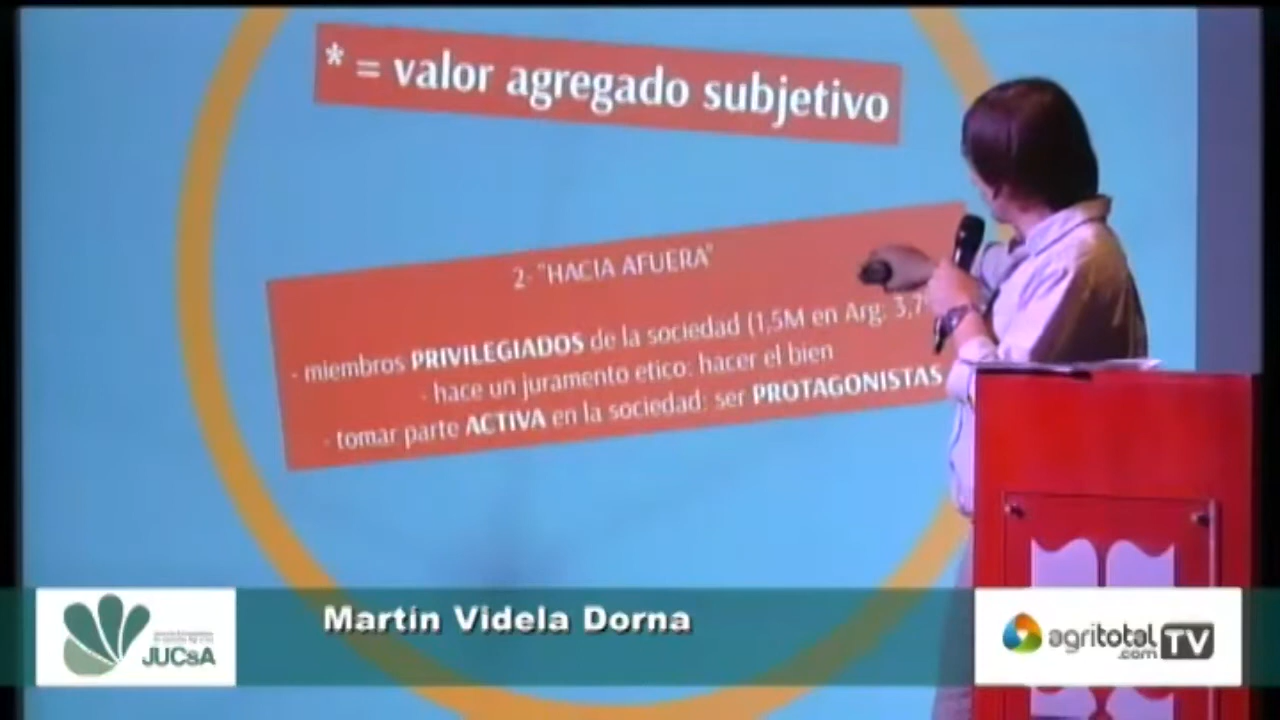 * = valor agregado subjetivo
2- "HACIA AFUERA"
- miembros PRIVILEGIADOS de la sociedad (1,5M en Arg: 3,7
- hace un juramento etico: hacer el bien
- tomar parte ACTIVA en la sociedad: ser PROTAGONISTAS
Martín Videla Dorna
JUC&A
agritotal TV
.com